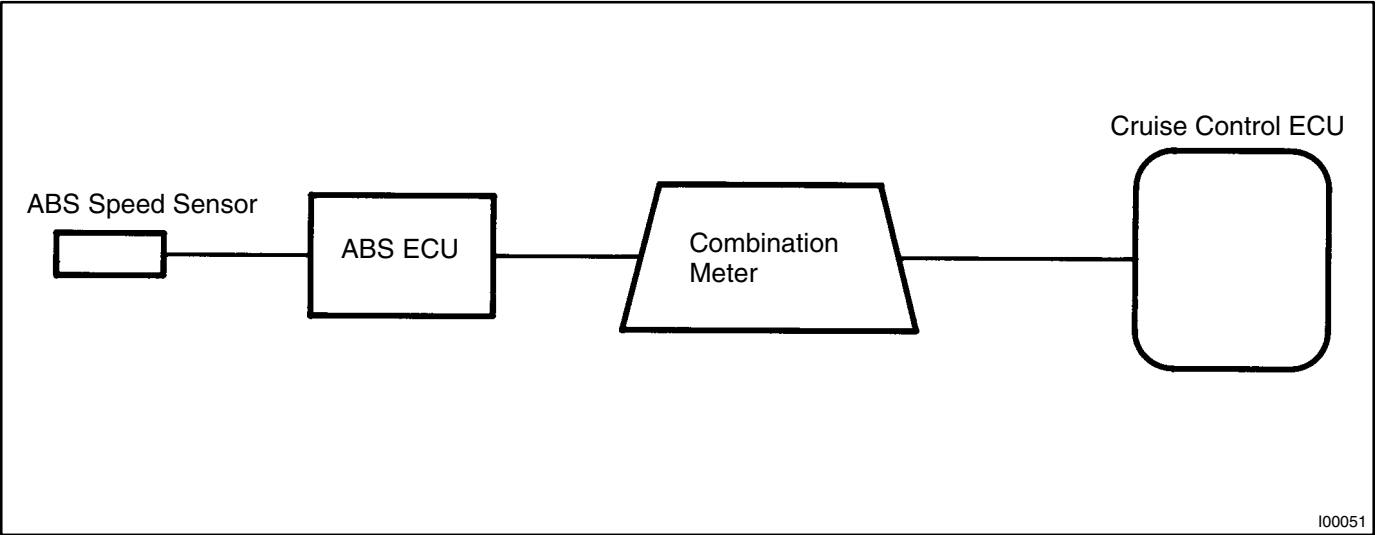 Cruise Control ECU
ABS Speed Sensor
ABS ECU
Combination
Meter
I00051